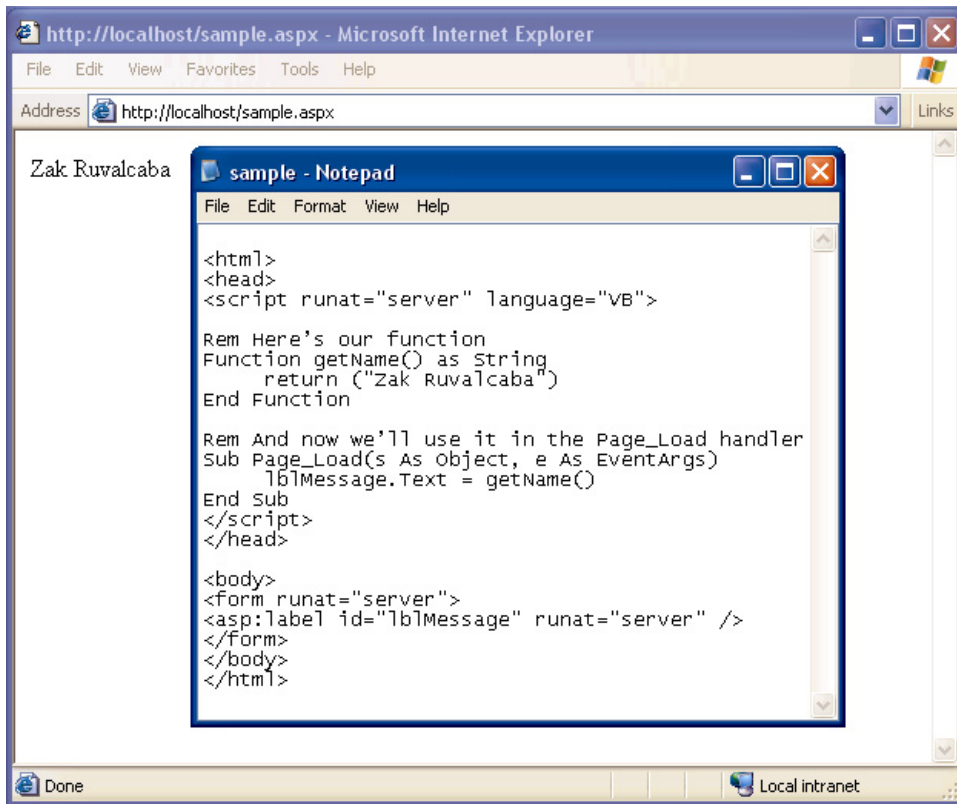 http://localhost/sample.aspx - Microsoft Internet Explorer
File Edit View Favorites Tools Help
Address http://localhost/sample.aspx Links
Zak Ruvalcaba
sample - Notepad
File Edit Format View Help
<html>
<head>
<script runat="server" language="VB">
Rem Here's our function
Function getName() as String
return ("Zak Ruvalcaba")
End Function
Rem And now we'll use it in the Page_Load handler
Sub Page_Load(s As Object, e As EventArgs)
lblMessage.Text = getName()
End Sub
</script>
</head>
<body>
<form runat="server">
<asp:label id="lblMessage" runat="server" />
</form>
</body>
</html>
Done Local intranet